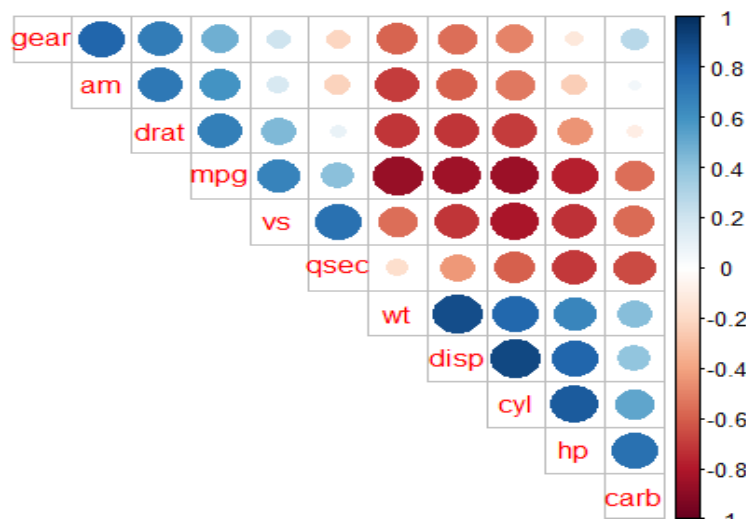 gear
am
drat
mpg
vs
qsec
wt
disp
cyl
hp
carb
1
0.8
0.6
0.4
0.2
0
-0.2
-0.4
-0.6
-0.8
-1